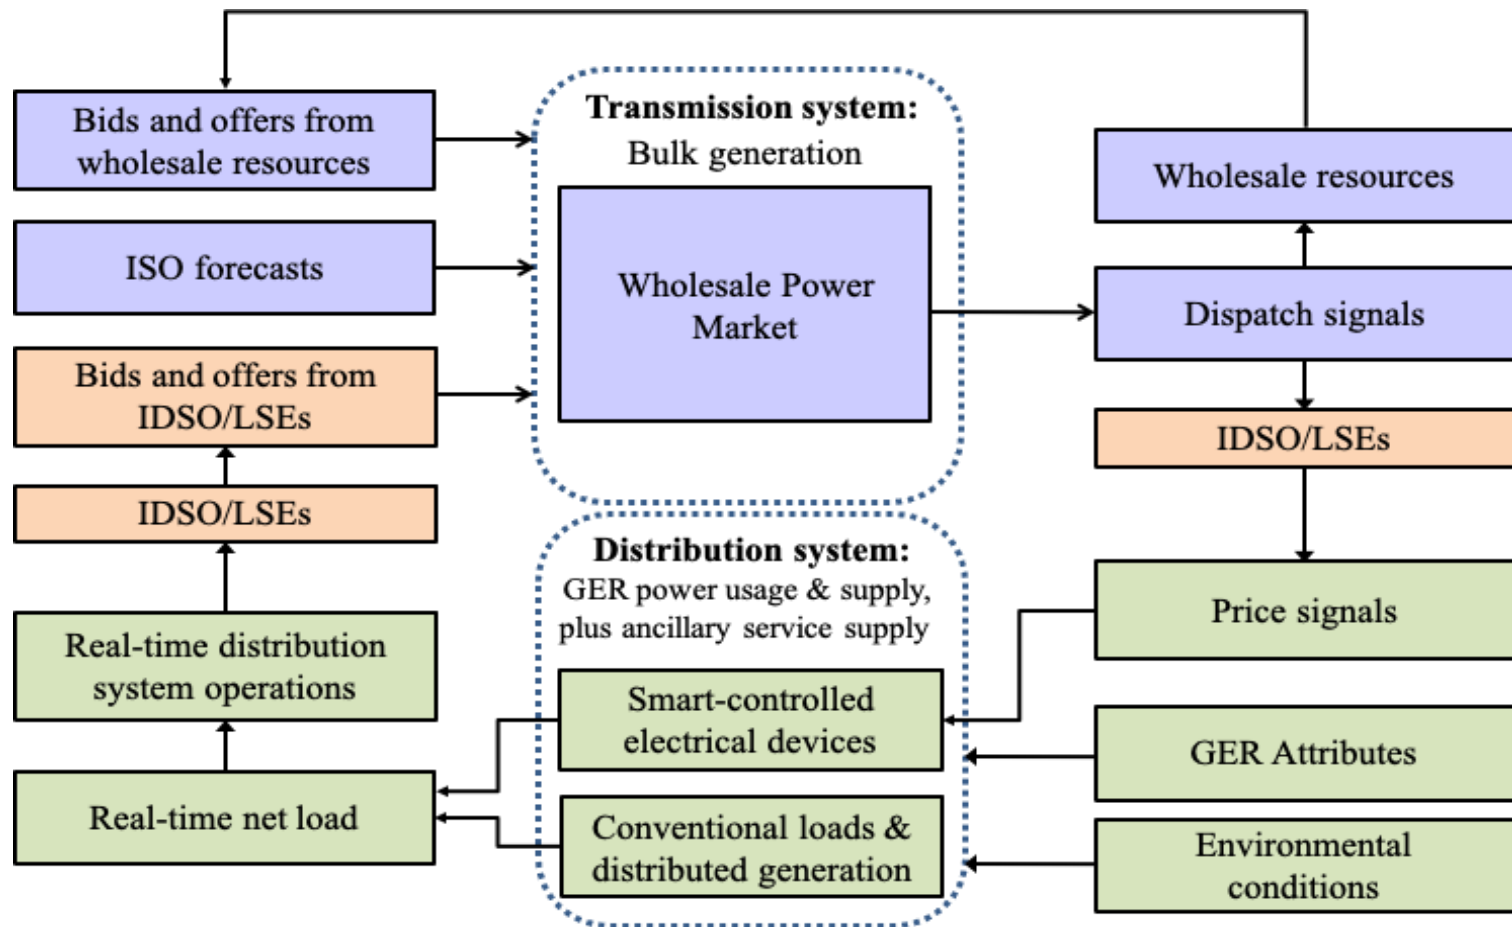 Bids and offers from
wholesale resources
ISO forecasts
Bids and offers from
IDSO/LSEs
IDSO/LSEs
Real-time distribution
system operations
Real-time net load
Transmission system:
Bulk generation
Wholesale Power
Market
Distribution system:
GER power usage & supply,
plus ancillary service supply
Smart-controlled
electrical devices
Conventional loads &
distributed generation
Wholesale resources
Dispatch signals
IDSO/LSEs
Price signals
GER Attributes
Environmental
conditions